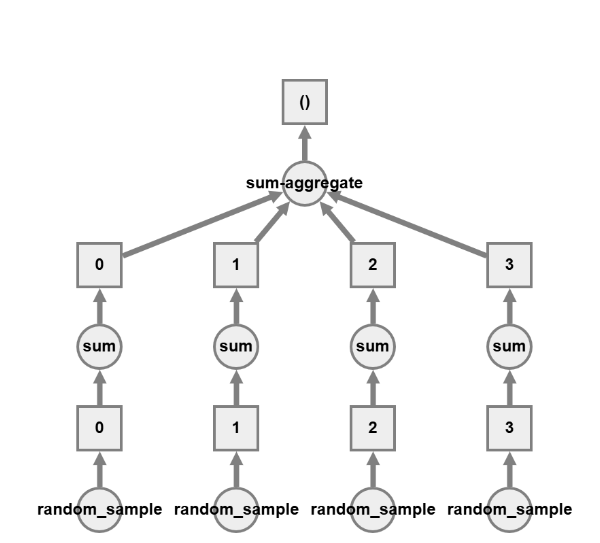 ()
sum-aggregate
0 1 2 3
sum sum sum sum
0 1 2 3
random_sample random_sample random_sample random_sample